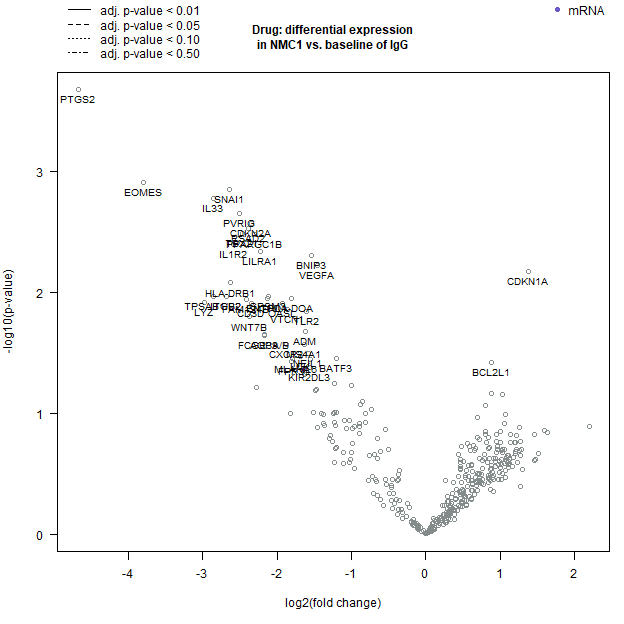 adj. p-value < 0.01
adj. p-value < 0.05
adj. p-value < 0.10
adj. p-value < 0.50
mRNA
Drug: differential expression
in NMC1 vs. baseline of IgG
PTGS2
EOMES
SNAI1
IL33
PVRIG
CDKN2A
PPARGC1B
IL1R2
LILRA1
BNIP3
VEGFA
CDKN1A
HLA-DRB1
LYZ
CD3D
OASL
VTCN1
TLR2
WNT7B
ADM
BATF3
KIR2DL3
BCL2L1
-log10(p-value)
3
2
1
0
-4
-3
-2
-1
0
1
2
log2(fold change)